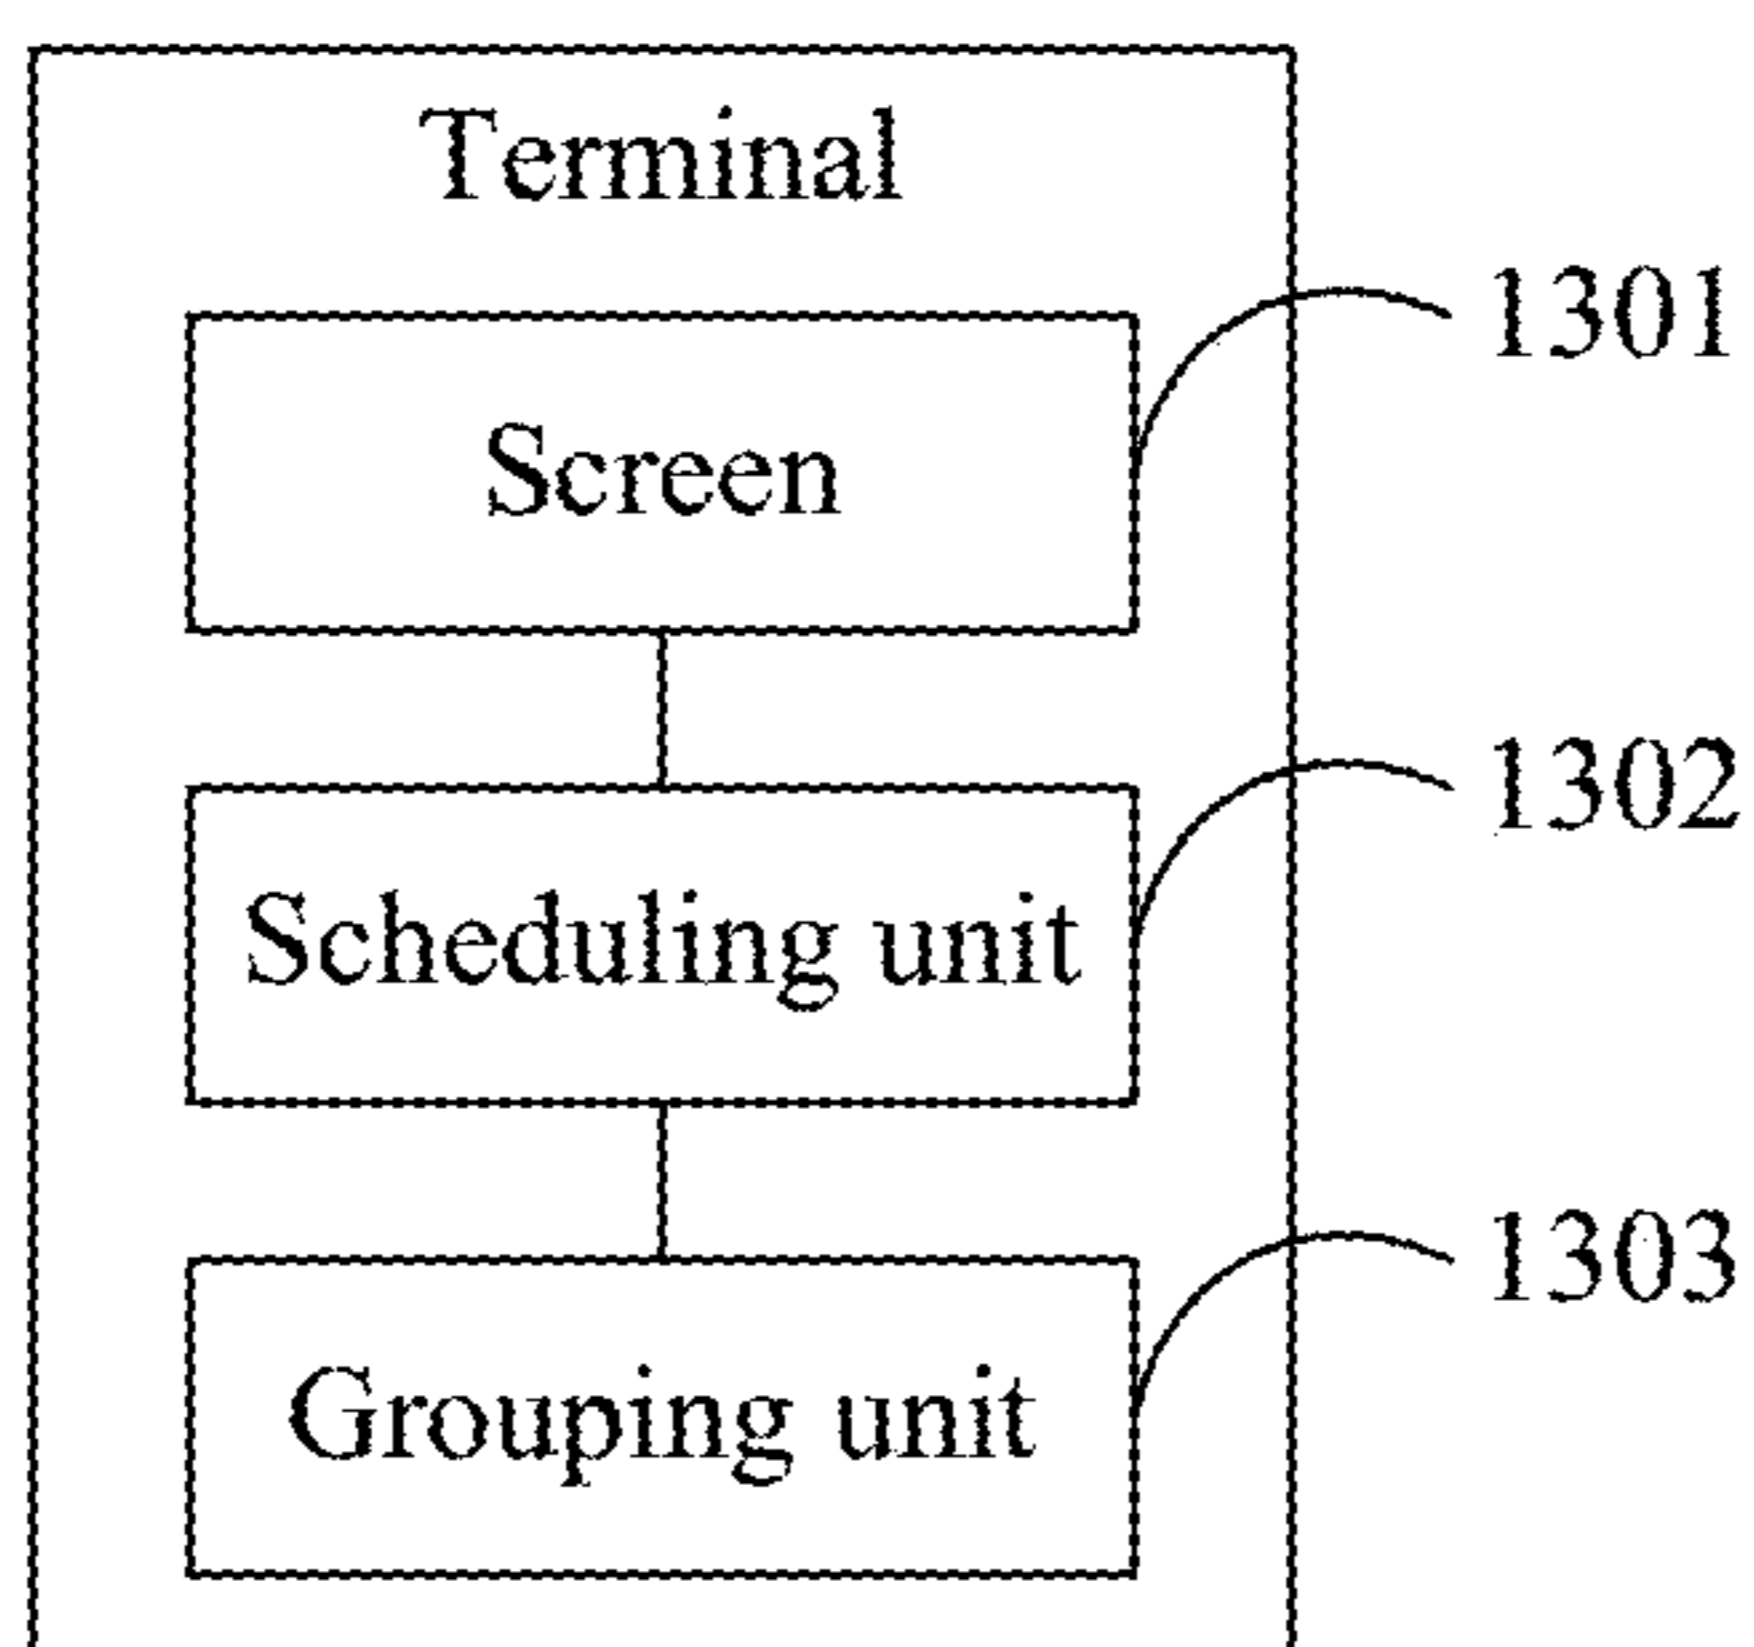 Terminal
1301
Screen
1302
Scheduling unit
1303
Grouping unit